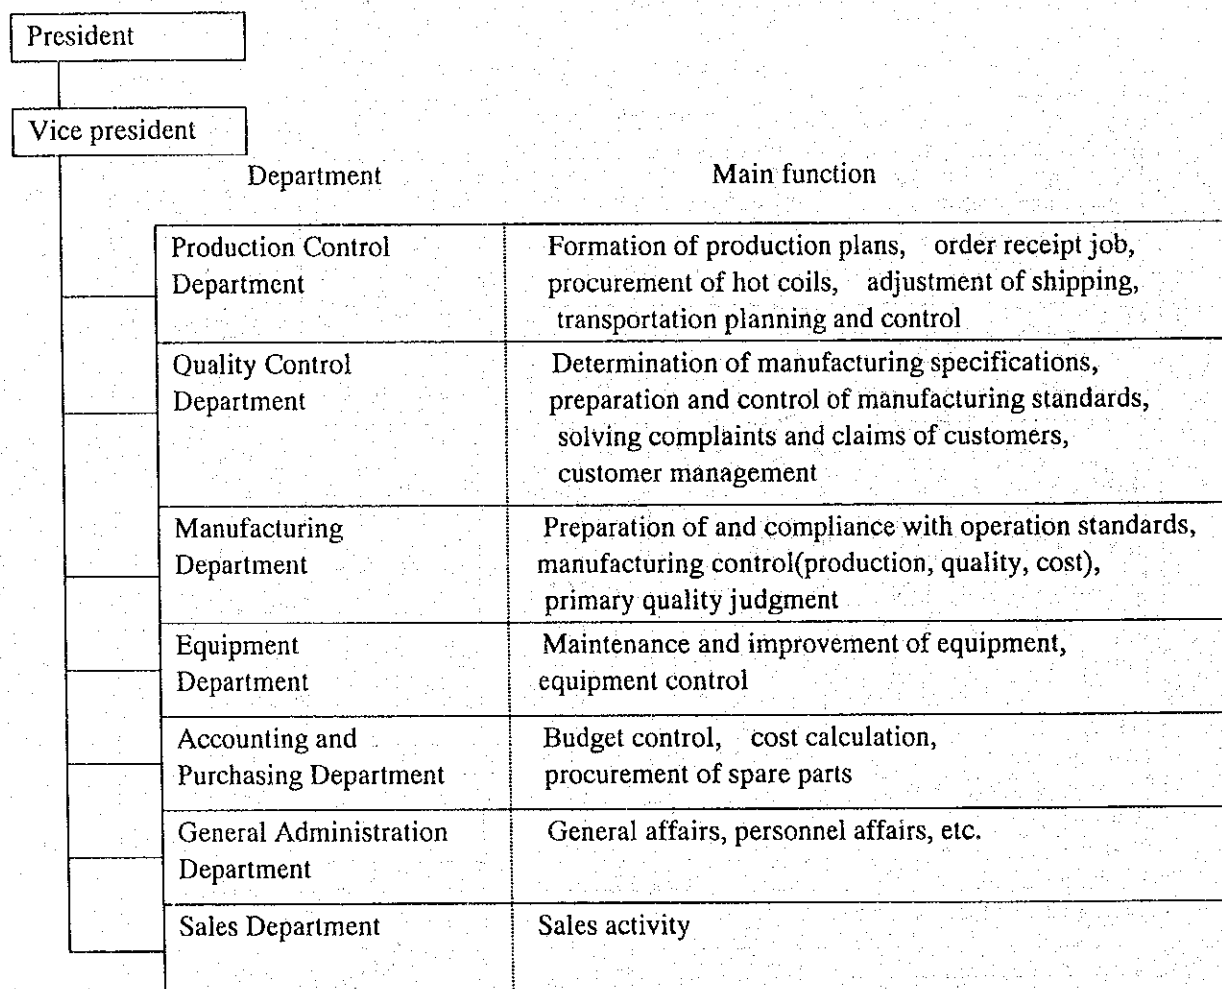 President
Vice president
Department Main function
Production Control Formation of production plans, order receipt job,
Department procurement of hot coils, adjustment of shipping,
transportation planning and control
Quality Control Determination of manufacturing specifications,
Department preparation and control of manufacturing standards,
solving complaints and claims of customers,
customer management
Manufacturing Preparation of and compliance with operation standards,
Department manufacturing control(production, quality, cost),
primary quality judgment
Equipment Maintenance and improvement of equipment,
Department equipment control
Accounting and Budget control, cost calculation,
Purchasing Department procurement of spare parts
General Administration General affairs, personnel affairs, etc.
Department
Sales Department Sales activity